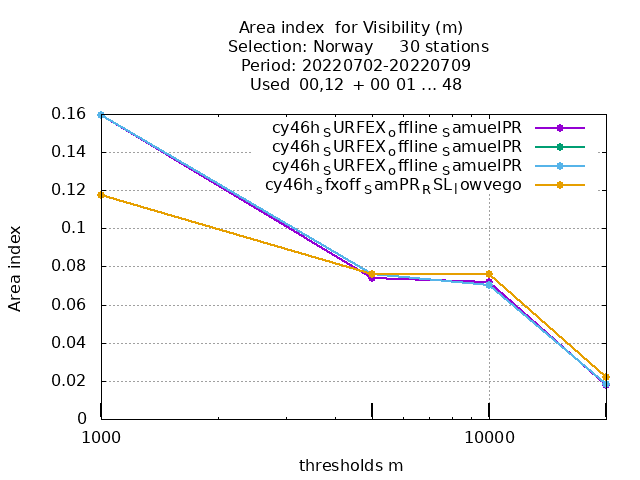 Area index  for Visibility (m)
Selection: Norway     30 stations
Period: 20220702-20220709
Used  00,12  + 00 01 ... 48
0.16
0.14
0.12
0.1
0.08
0.06
0.04
0.02
0
Area index
cy46h_SURFEX_offline_SamuelPR
cy46h_SURFEX_offline_SamuelPR
cy46h_SURFEX_offline_SamuelPR
cy46h_sfxoff_SamPR_RSL_lowvego
1000
10000
thresholds m